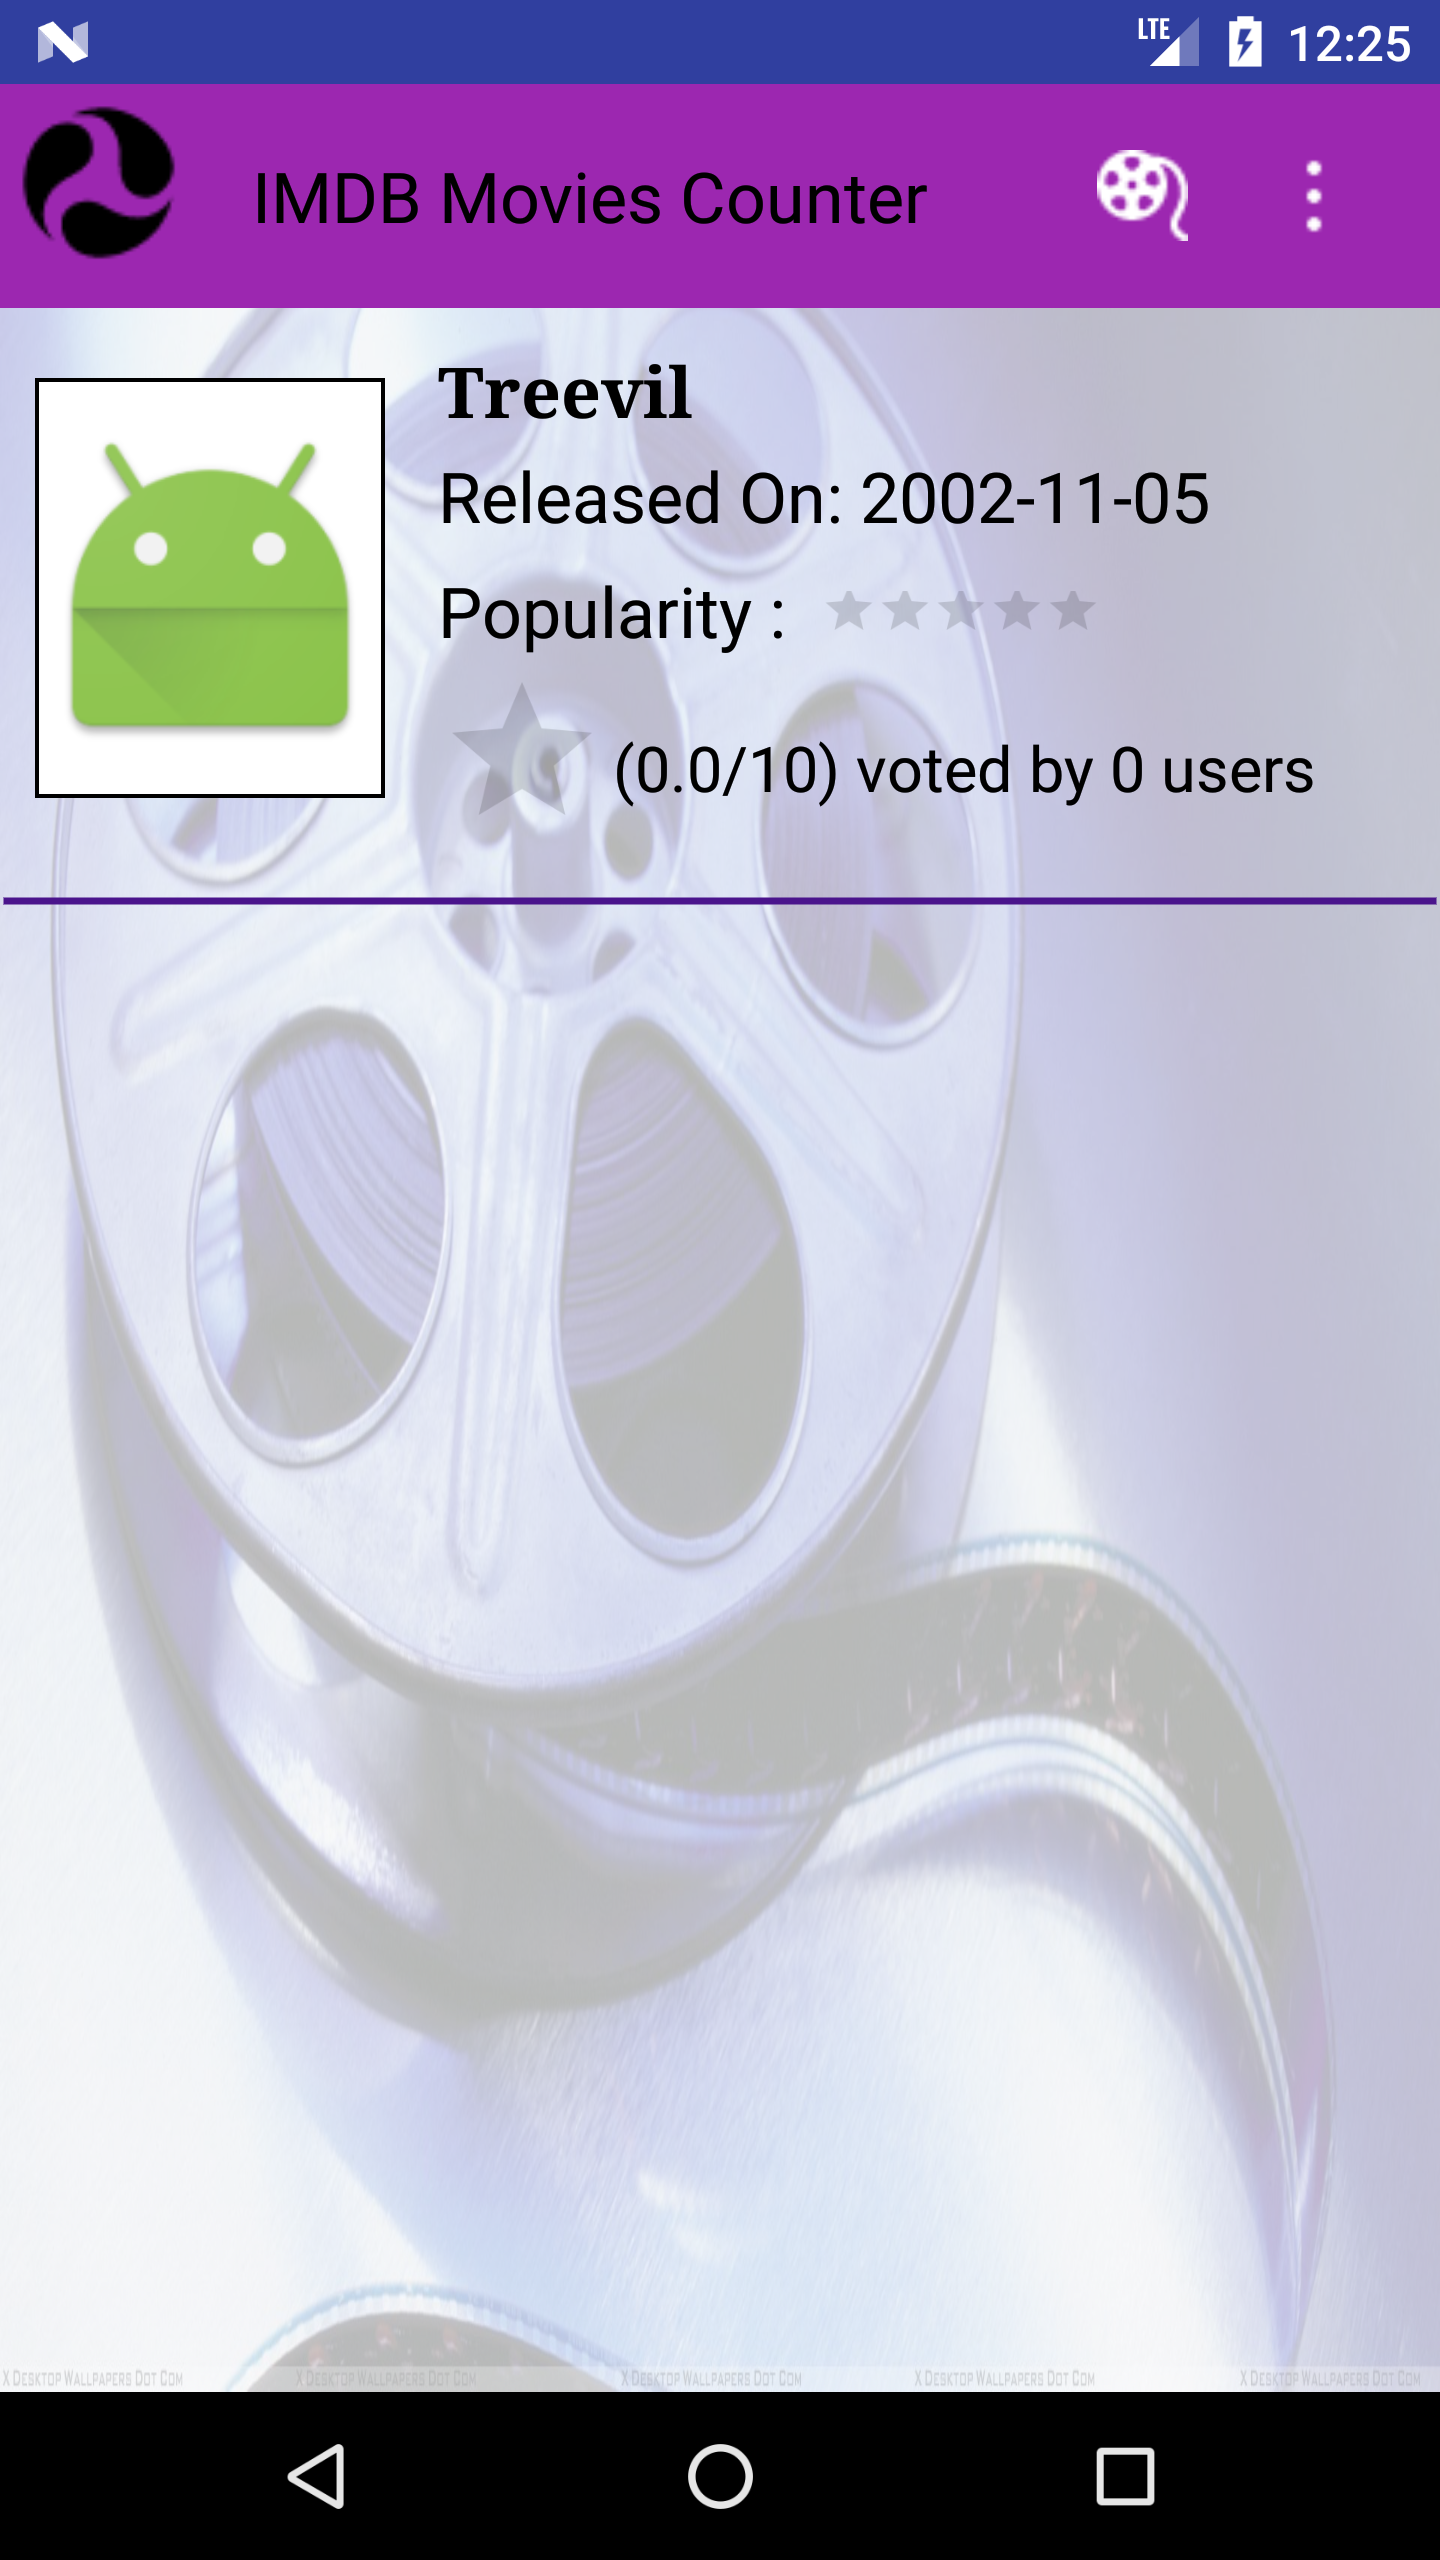 LTE 12:25
IMDB Movies Counter
Treevil
Released On: 2002-11-05
Popularity :
(0.0/10) voted by 0 users
X Desktop Wallpapers Dot Com X Desktop Wallpapers Dot Com X Desktop Wallpapers Dot Com X Desktop Wallpapers Dot Com X Desktop Wallpapers Dot Com